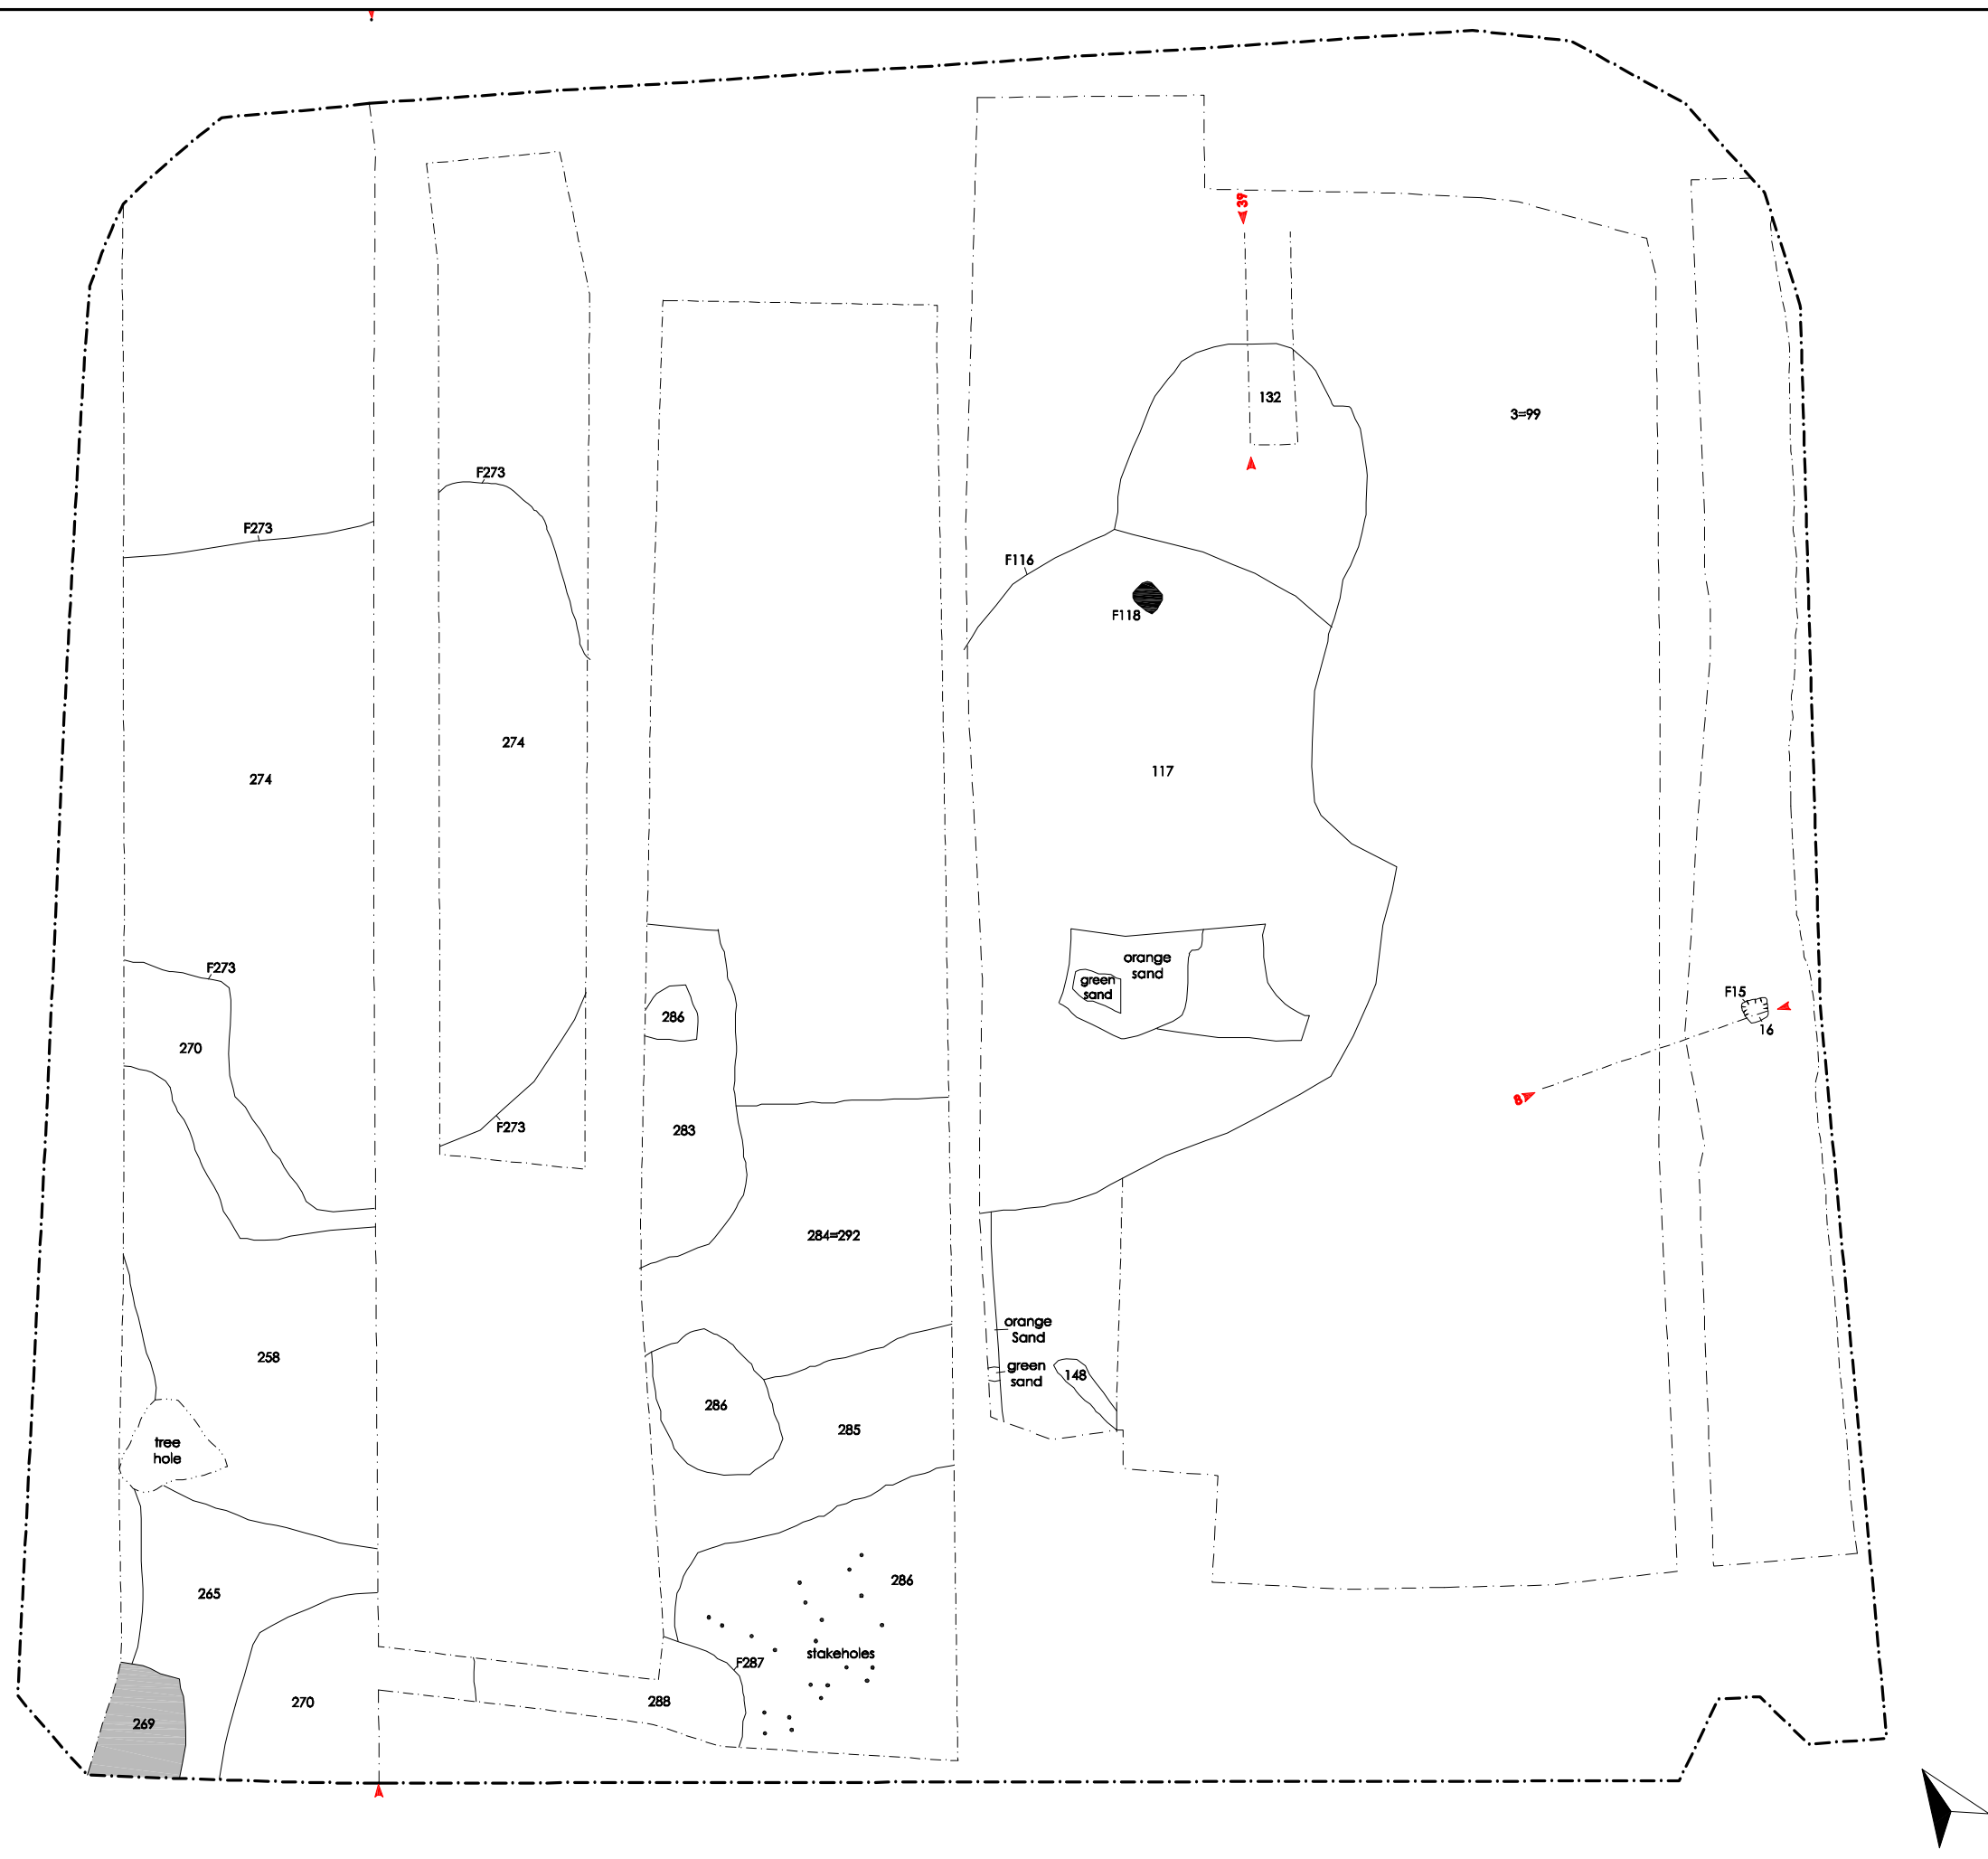 39
132
3=99
F273
F273
F116
F118
274
117
274
F273
orange
sand
green
sand
F15
16
286
270
8
F273
283
284=292
orange
Sand
258
green
sand
148
286
285
tree
hole
286
265
stakeholes
F287
270
288
269